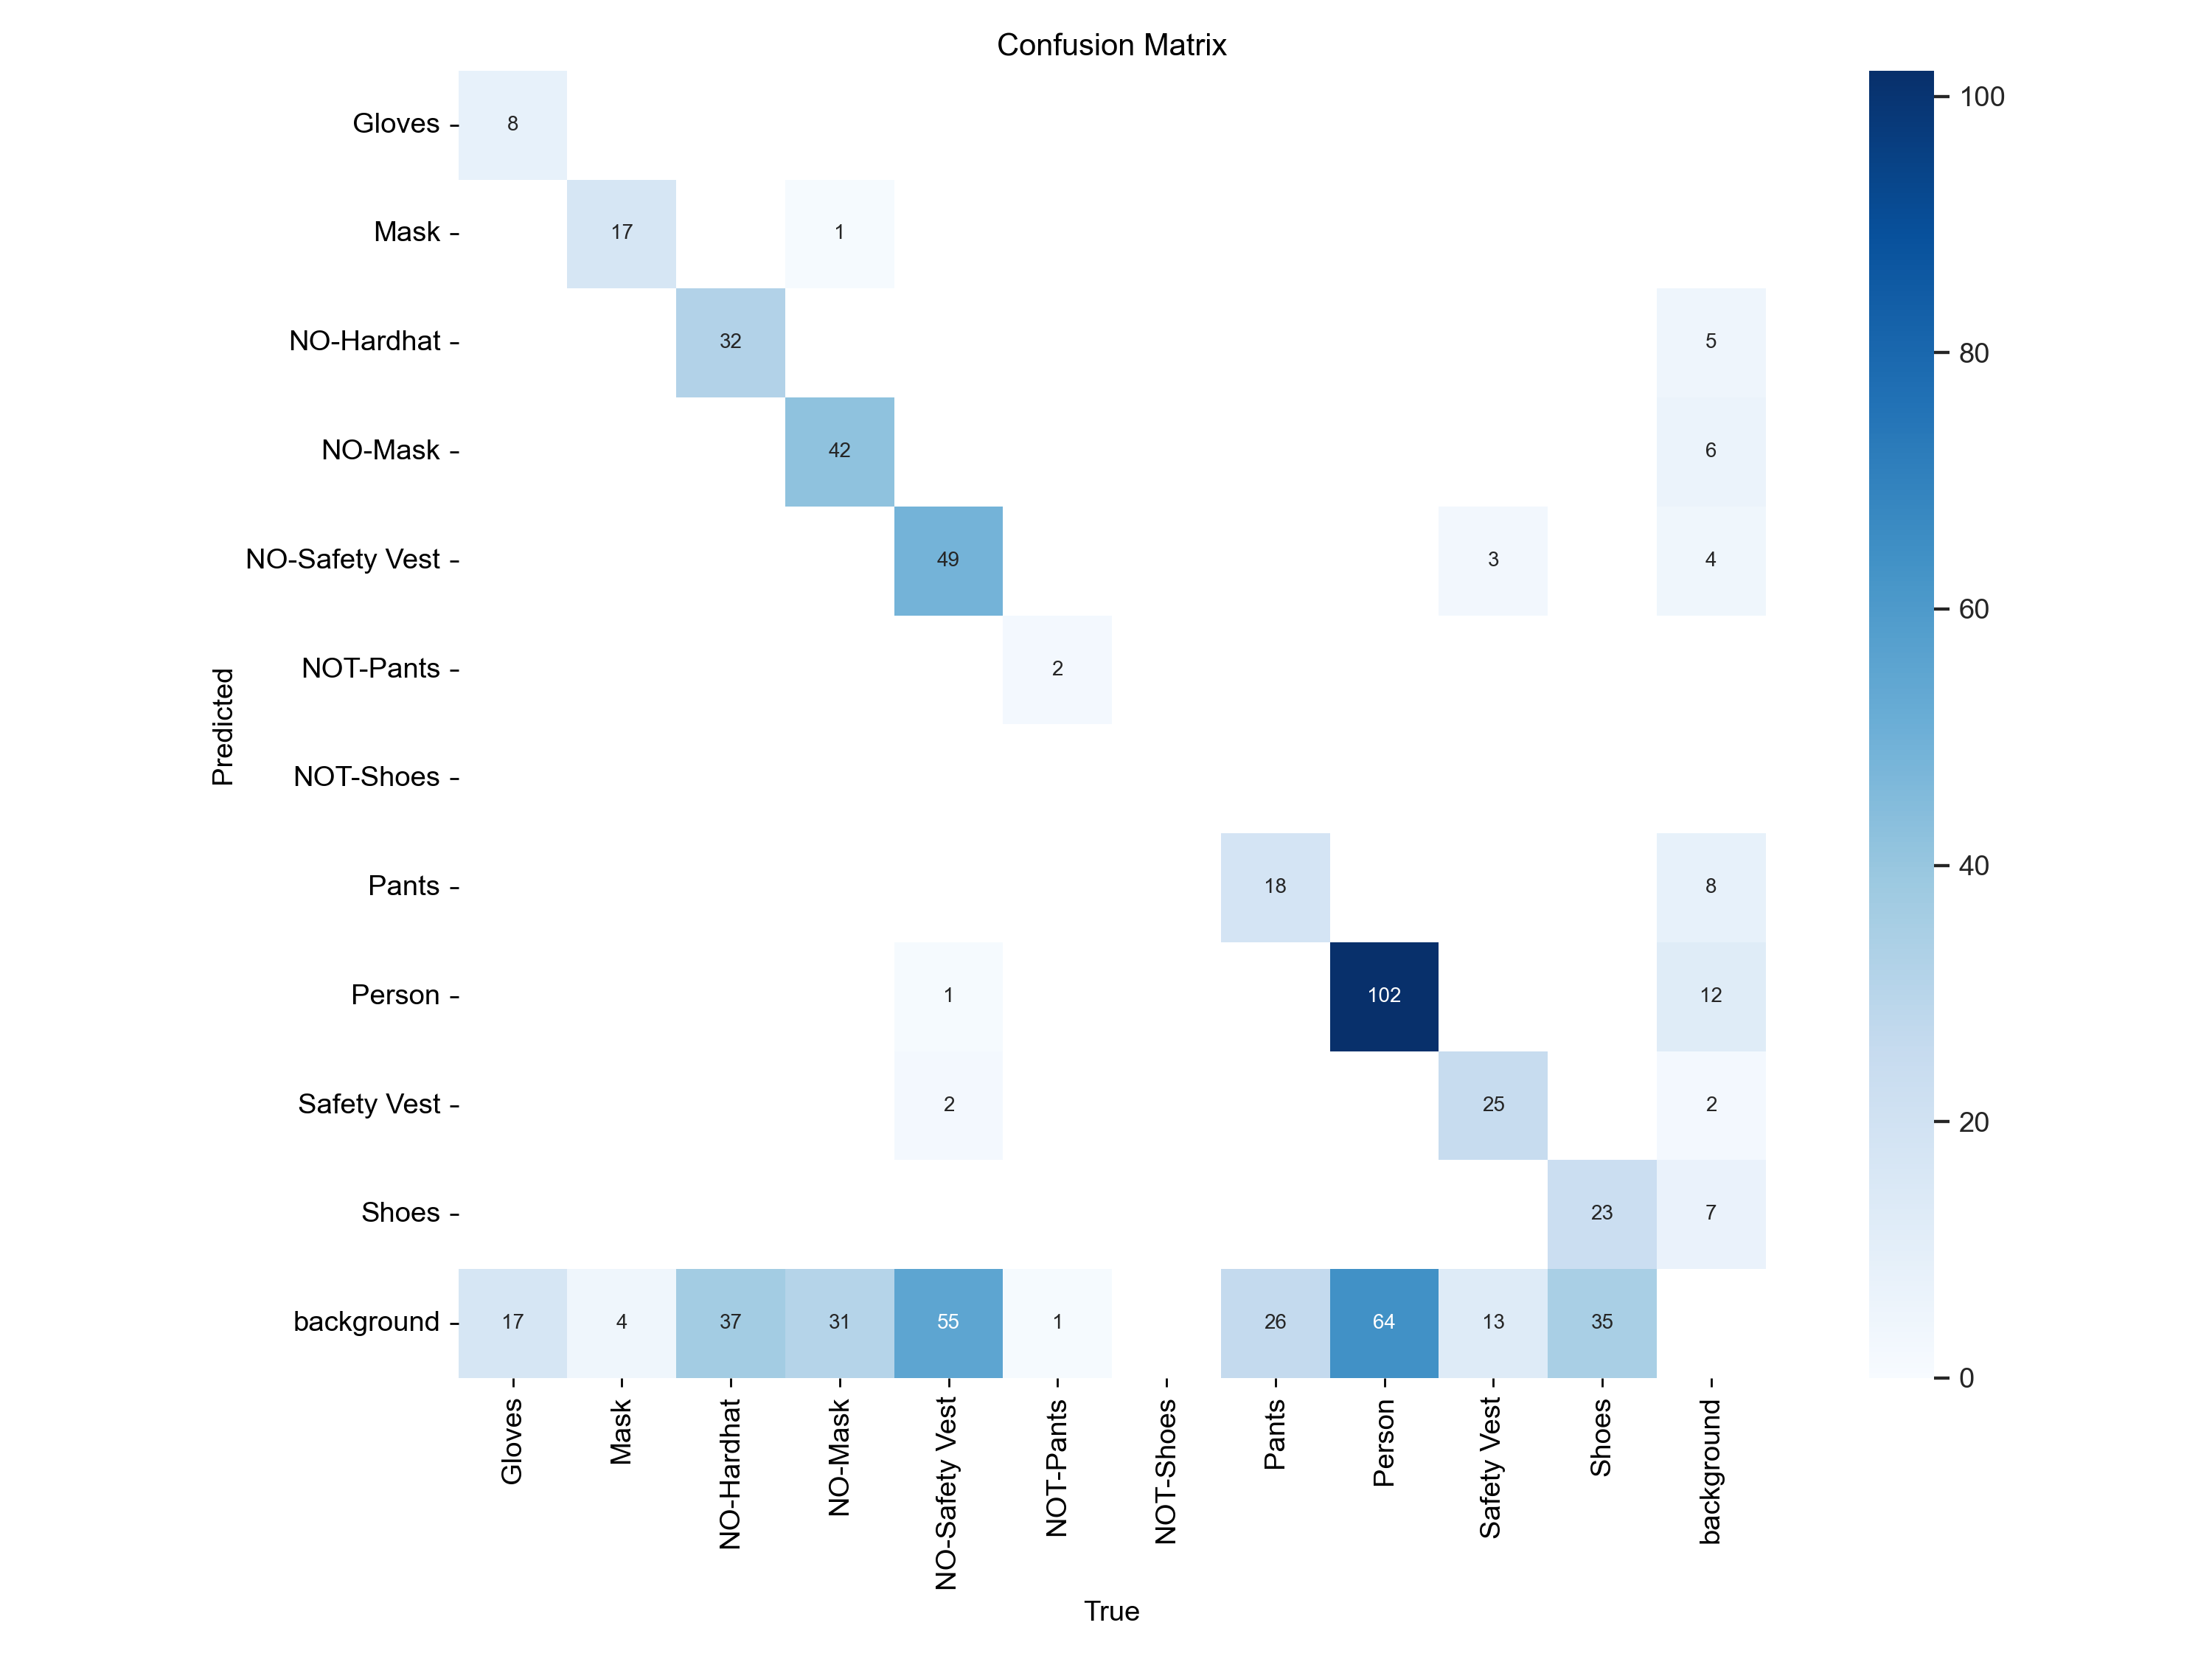 Confusion Matrix
Gloves 8
Mask 17 1
NO-Hardhat 32 5
NO-Mask 42 6
NO-Safety Vest 49 3 4
NOT-Pants 2
NOT-Shoes
Pants 18 8
Person 1 102 12
Safety Vest 2 25 2
Shoes 23 7
background 17 4 37 31 55 1 26 64 13 35
Predicted
Gloves
Mask
NO-Hardhat
NO-Mask
NO-Safety Vest
NOT-Pants
NOT-Shoes
Pants
Person
Safety Vest
Shoes
background
True
100
80
60
40
20
0